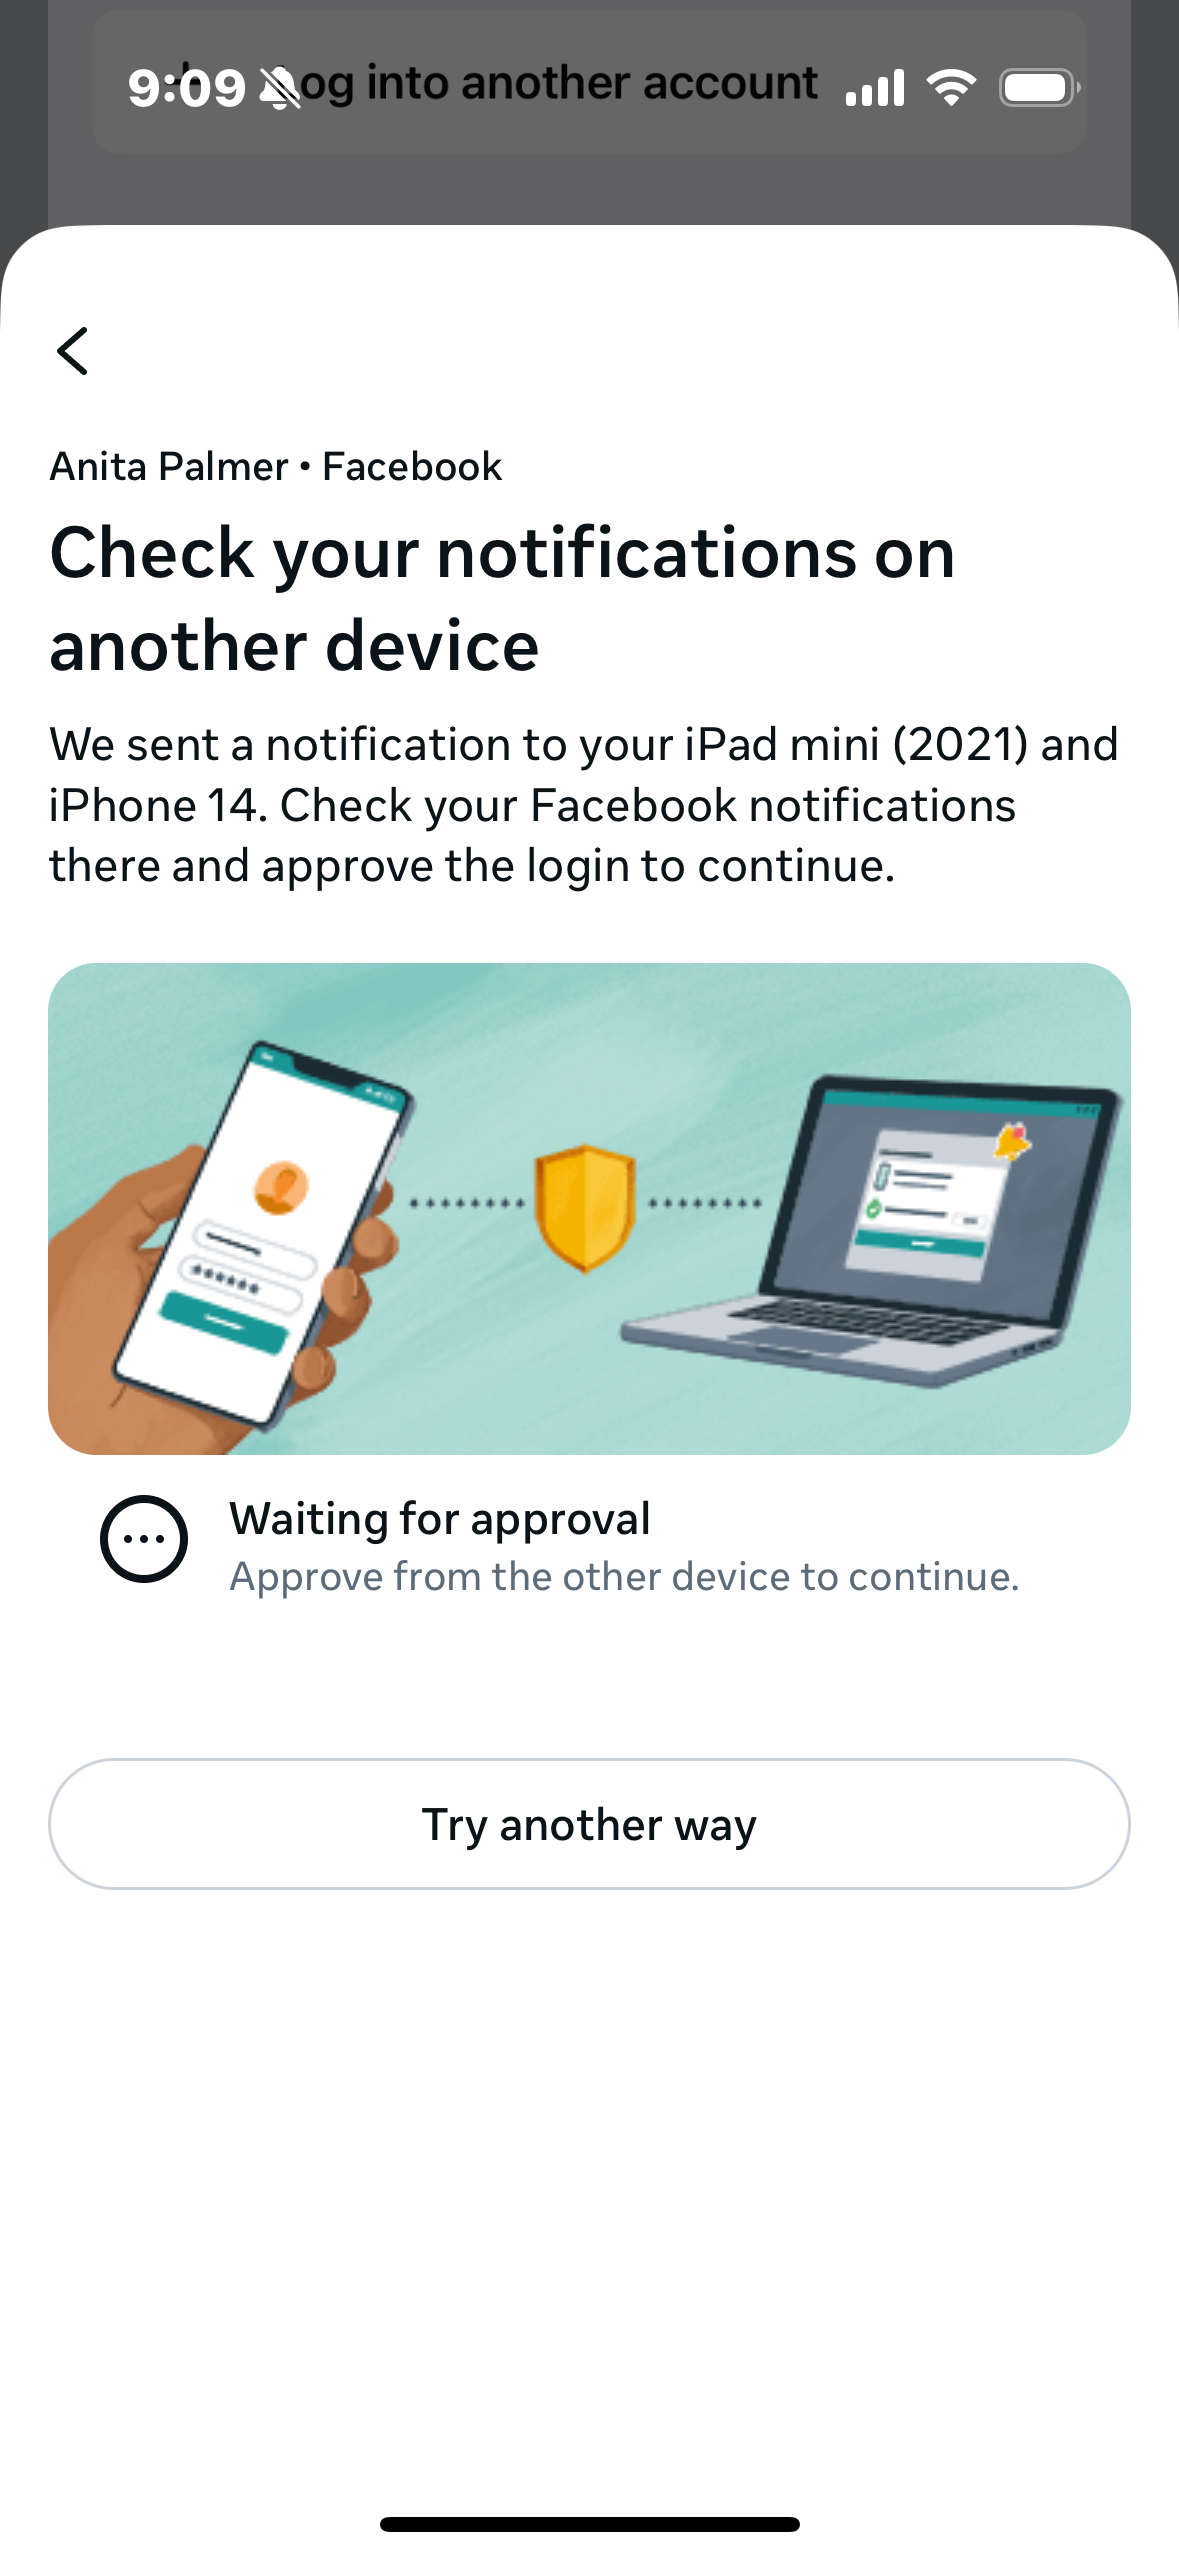 9:09
og into another account
Anita Palmer • Facebook
Check your notifications on
another device
We sent a notification to your iPad mini (2021) and
iPhone 14. Check your Facebook notifications
there and approve the login to continue.
Waiting for approval
Approve from the other device to continue.
Try another way